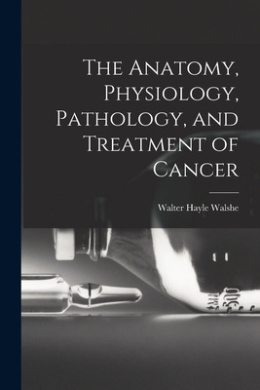 The Anatomy,
Physiology,
Pathology, and
Treatment of
Cancer
Walter Hayle Walshe